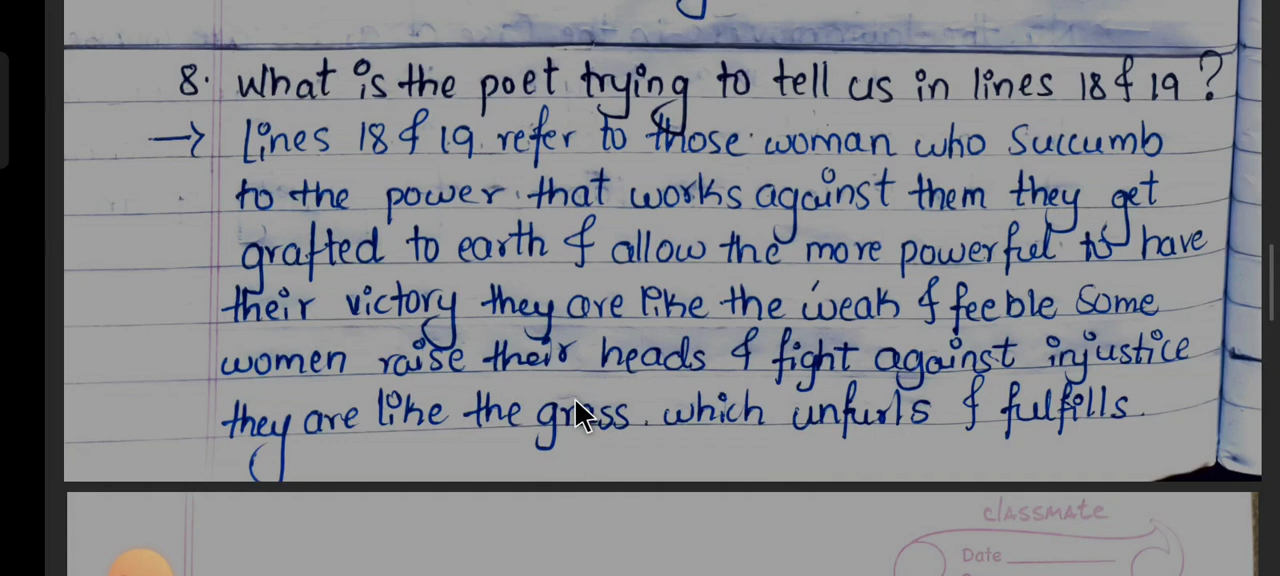 8. What is the poet trying to tell us in lines 18 & 19 ?
→ Lines 18 & 19 refer to those woman who Succumb
to the power that works against them they get
grafted to earth & allow the more powerful to have
their victory they are like the weak & feeble Some
women raise their heads & fight against injustice
they are like the grass which unfurls & fulfills.
classmate
Date